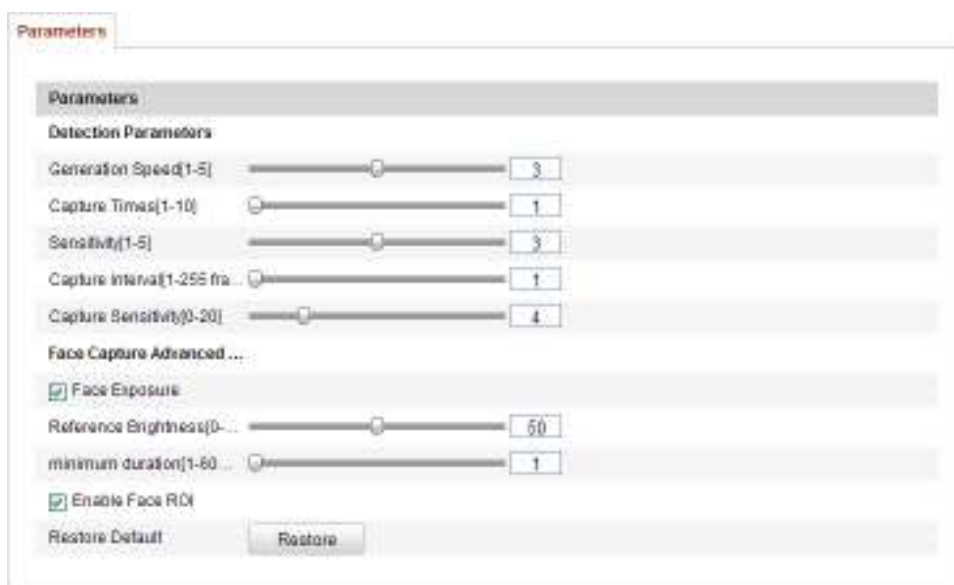 Parameters
Parameters
Detection Parameters
Generation Speed[1-5] 3
Capture Times[1-10] 1
Sensitivity[1-5] 3
Capture Interval[1-255 fra... 1
Capture Sensitivity[0-20] 4
Face Capture Advanced ...
Face Exposure
Reference Brightness[0-... 50
minimum duration[1-60... 1
Enable Face ROI
Restore Default Restore